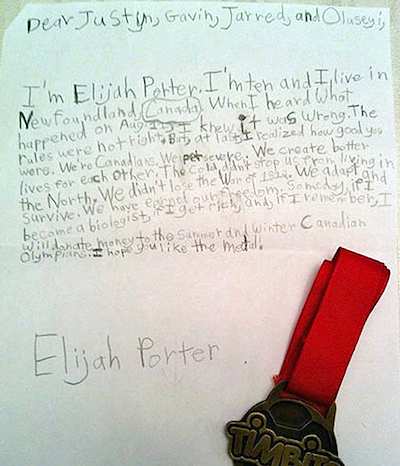 Dear Justyn, Gavin, Jarred, and Oluseyi,
I'm Elijah Porter. I'm ten and I live in
Newfoundland, Canada. When I heard what
happened on Aug 11, I knew it was wrong. The
rules were not right. But at last I realized how good you
were. We're Canadians. We persevere. We create better
lives for each other. The cold didn't stop us from living in
the North. We didn't lose the War of 1812. We adapt and
survive. We have earned our freedom. Someday, if I
become a biologist, if I get rich, and if I remember, I
will donate money to the Summer and Winter Canadian
Olympians. I hope you like the medal.
Elijah Porter.
TIMBITS